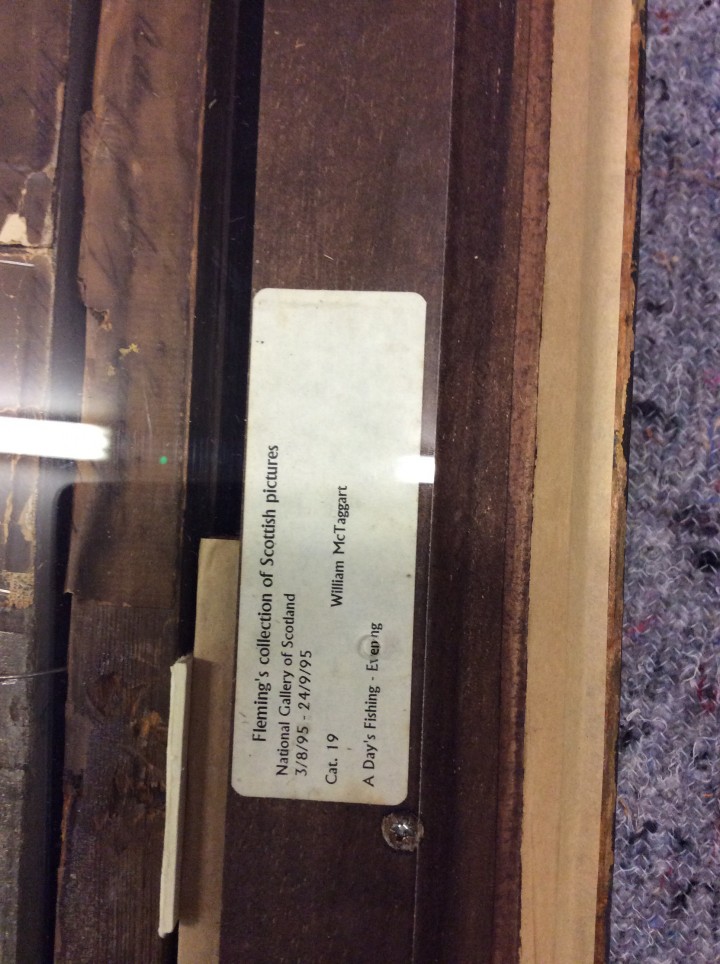 Fleming's collection of Scottish pictures
National Gallery of Scotland
3/8/95 - 24/9/95
Cat. 19 William McTaggart
A Day's Fishing - Evening